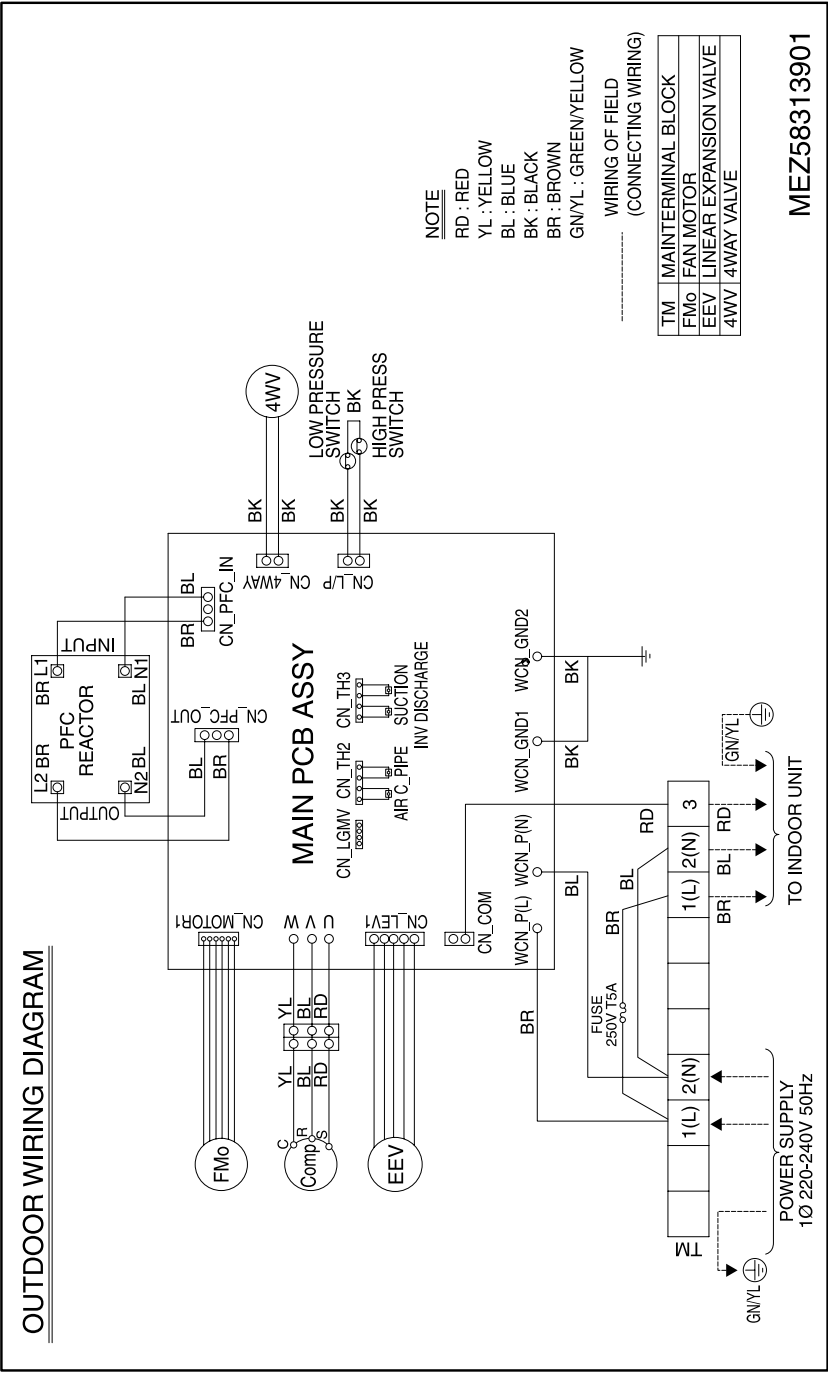 OUTDOOR WIRING DIAGRAM
L2 BR
BR L1
PFC
REACTOR
N2 BL
BL N1
OUTPUT
INPUT
BL
BR
BR
BL
CN_PFC_OUT
CN_PFC_IN
CN_MOTOR1
FMo
MAIN PCB ASSY
CN_4WAY
BK
BK
4WV
C
R
S
Comp
YL
BL
RD
YL
BL
RD
W
V
U
CN_LGMV
CN_TH2
CN_TH3
AIR
C_PIPE
SUCTION
INV DISCHARGE
CN_L/P
BK
BK
LOW PRESSURE
SWITCH
BK
HIGH PRESS
SWITCH
EEV
CN_LEV1
CN_COM
WCN_P(L)
WCN_P(N)
WCN_GND1
WCN_GND2
BR
BL
BK
BK
FUSE
250V T5A
BR
BL
RD
TM
1(L)
2(N)
1(L)
2(N)
3
BR
BL
RD
GN/YL
GN/YL
POWER SUPPLY
1Ø 220-240V 50Hz
TO INDOOR UNIT
NOTE
RD : RED
YL : YELLOW
BL : BLUE
BK : BLACK
BR : BROWN
GN/YL : GREEN/YELLOW
WIRING OF FIELD
(CONNECTING WIRING)
TM MAINTERMINAL BLOCK
FMo FAN MOTOR
EEV LINEAR EXPANSION VALVE
4WV 4WAY VALVE
MEZ58313901